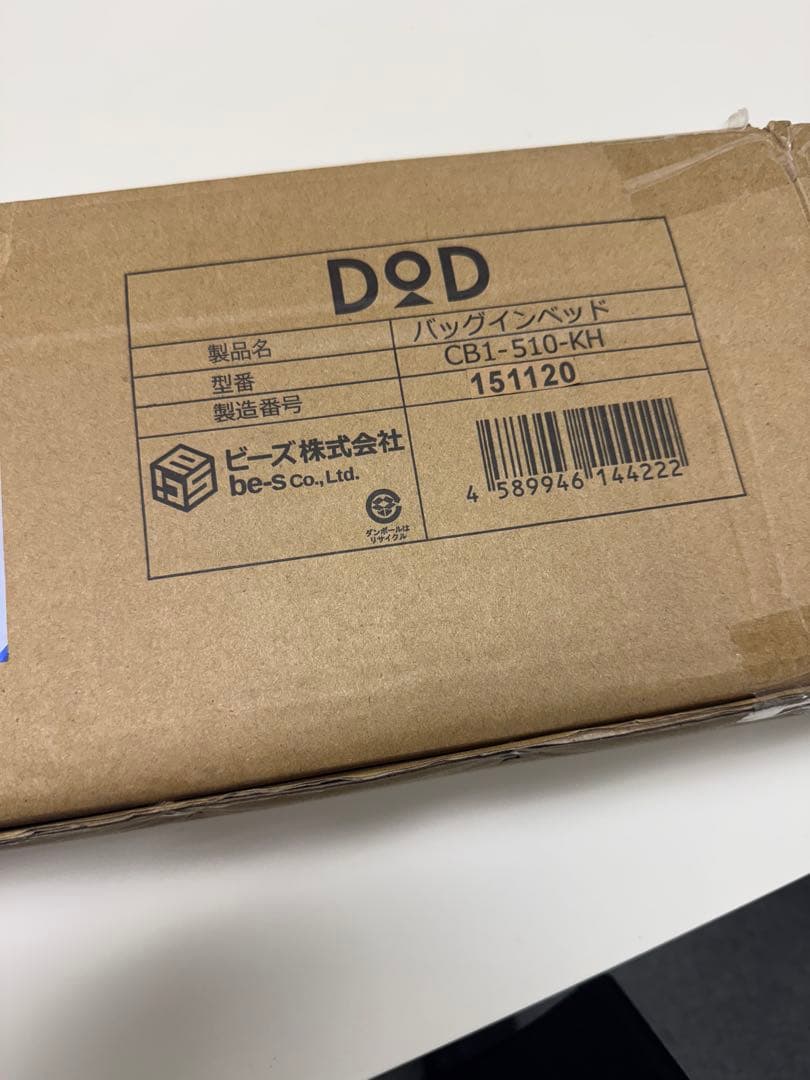 DOD
製品名 バッグインベッド
型番 CB1-510-KH
製造番号 151120
ビーズ株式会社
be-S Co., Ltd.
ダンボールは
リサイクル
4 589946 144222